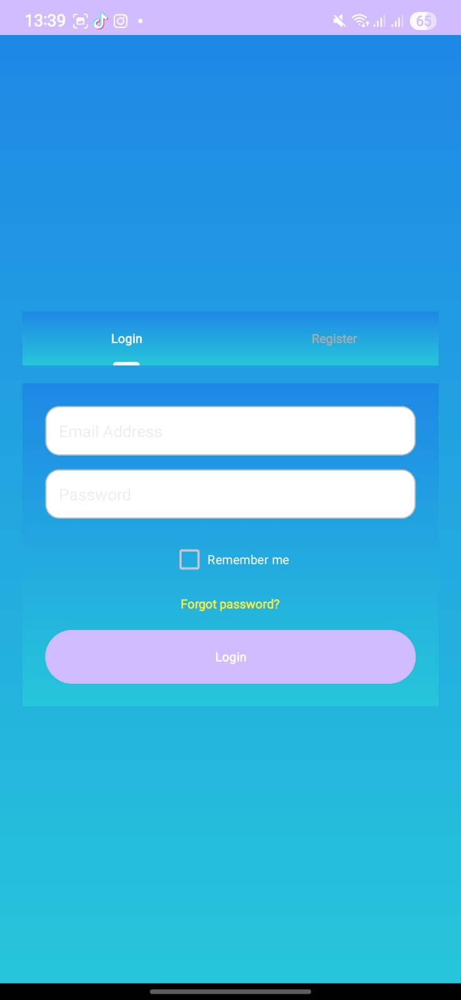 13:39
65
Login
Register
Email Address
Password
Remember me
Forgot password?
Login